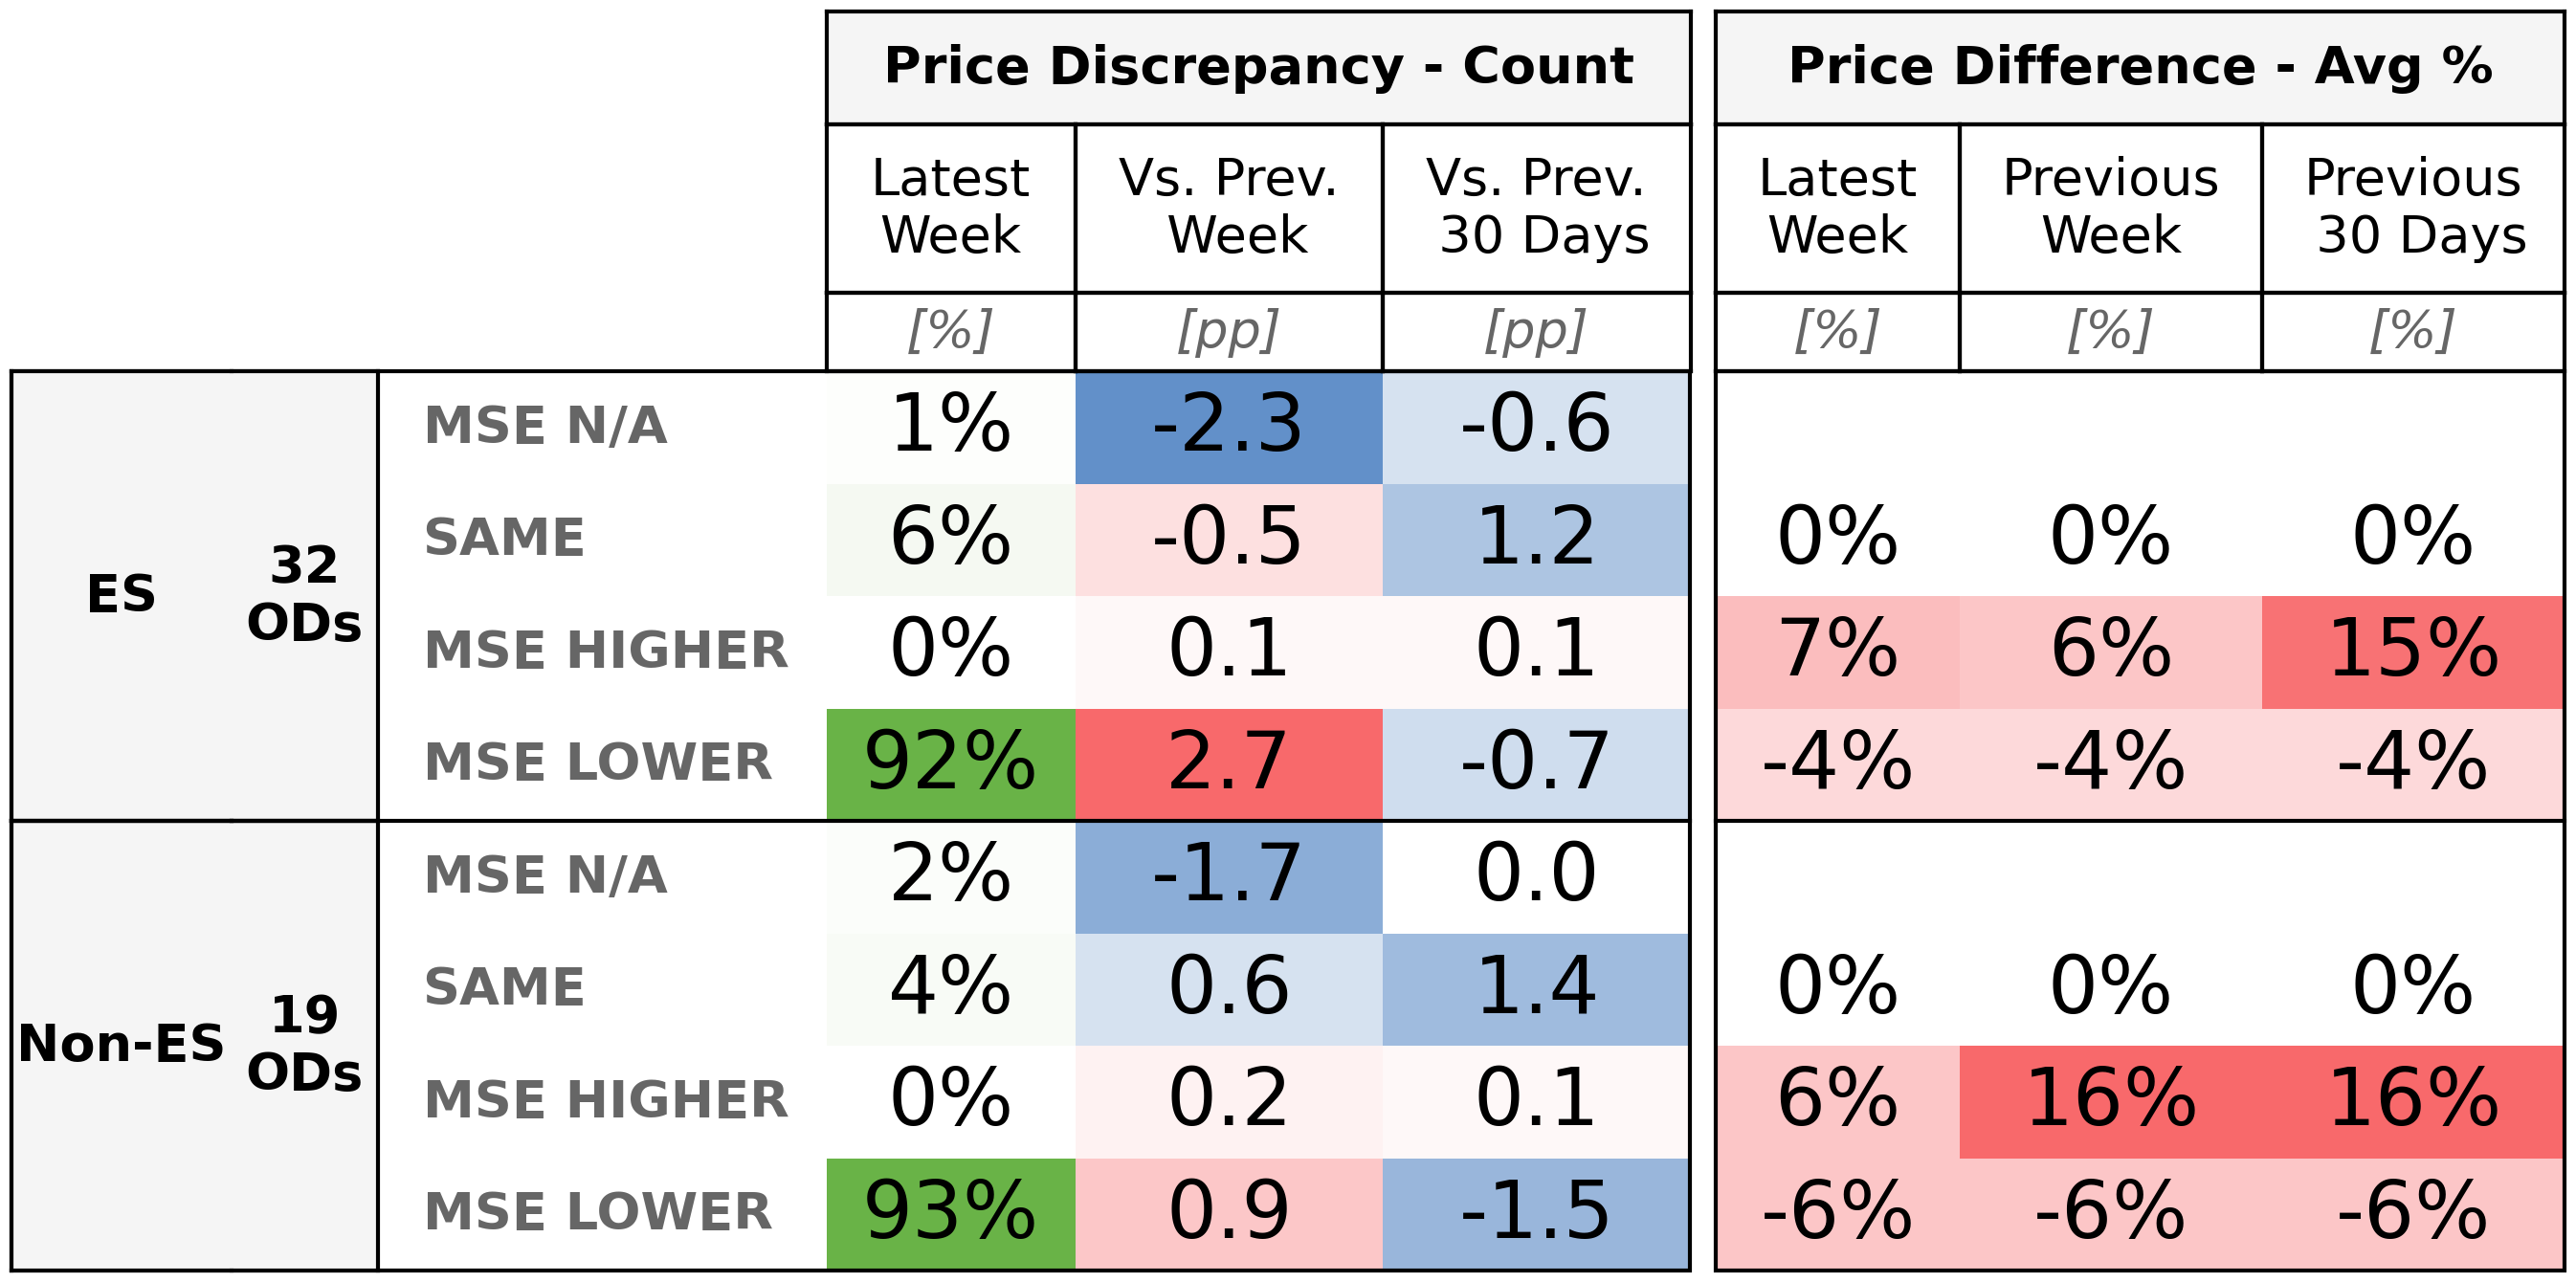 Price Discrepancy - Count
Price Difference - Avg %
Latest Week
Vs. Prev. Week
Vs. Prev. 30 Days
Latest Week
Previous Week
Previous 30 Days
[%] [pp] [pp] [%] [%] [%]
ES
32 ODs
MSE N/A 1% -2.3 -0.6
SAME 6% -0.5 1.2 0% 0% 0%
MSE HIGHER 0% 0.1 0.1 7% 6% 15%
MSE LOWER 92% 2.7 -0.7 -4% -4% -4%
Non-ES
19 ODs
MSE N/A 2% -1.7 0.0
SAME 4% 0.6 1.4 0% 0% 0%
MSE HIGHER 0% 0.2 0.1 6% 16% 16%
MSE LOWER 93% 0.9 -1.5 -6% -6% -6%